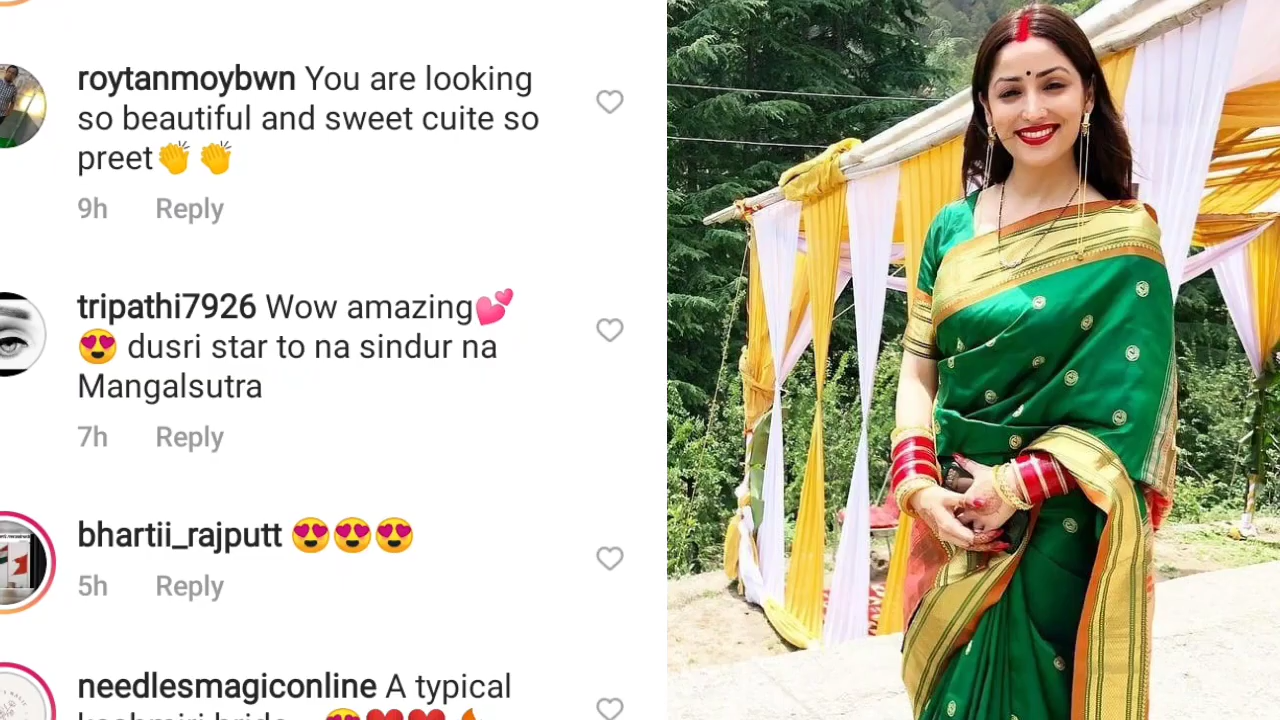 roytanmoybwn You are looking
so beautiful and sweet cuite so
preet👏 👏
9h Reply
tripathi7926 Wow amazing💕
😍 dusri star to na sindur na
Mangalsutra
7h Reply
bhartii_rajputt 😍😍😍
5h Reply
needlesmagiconline A typical